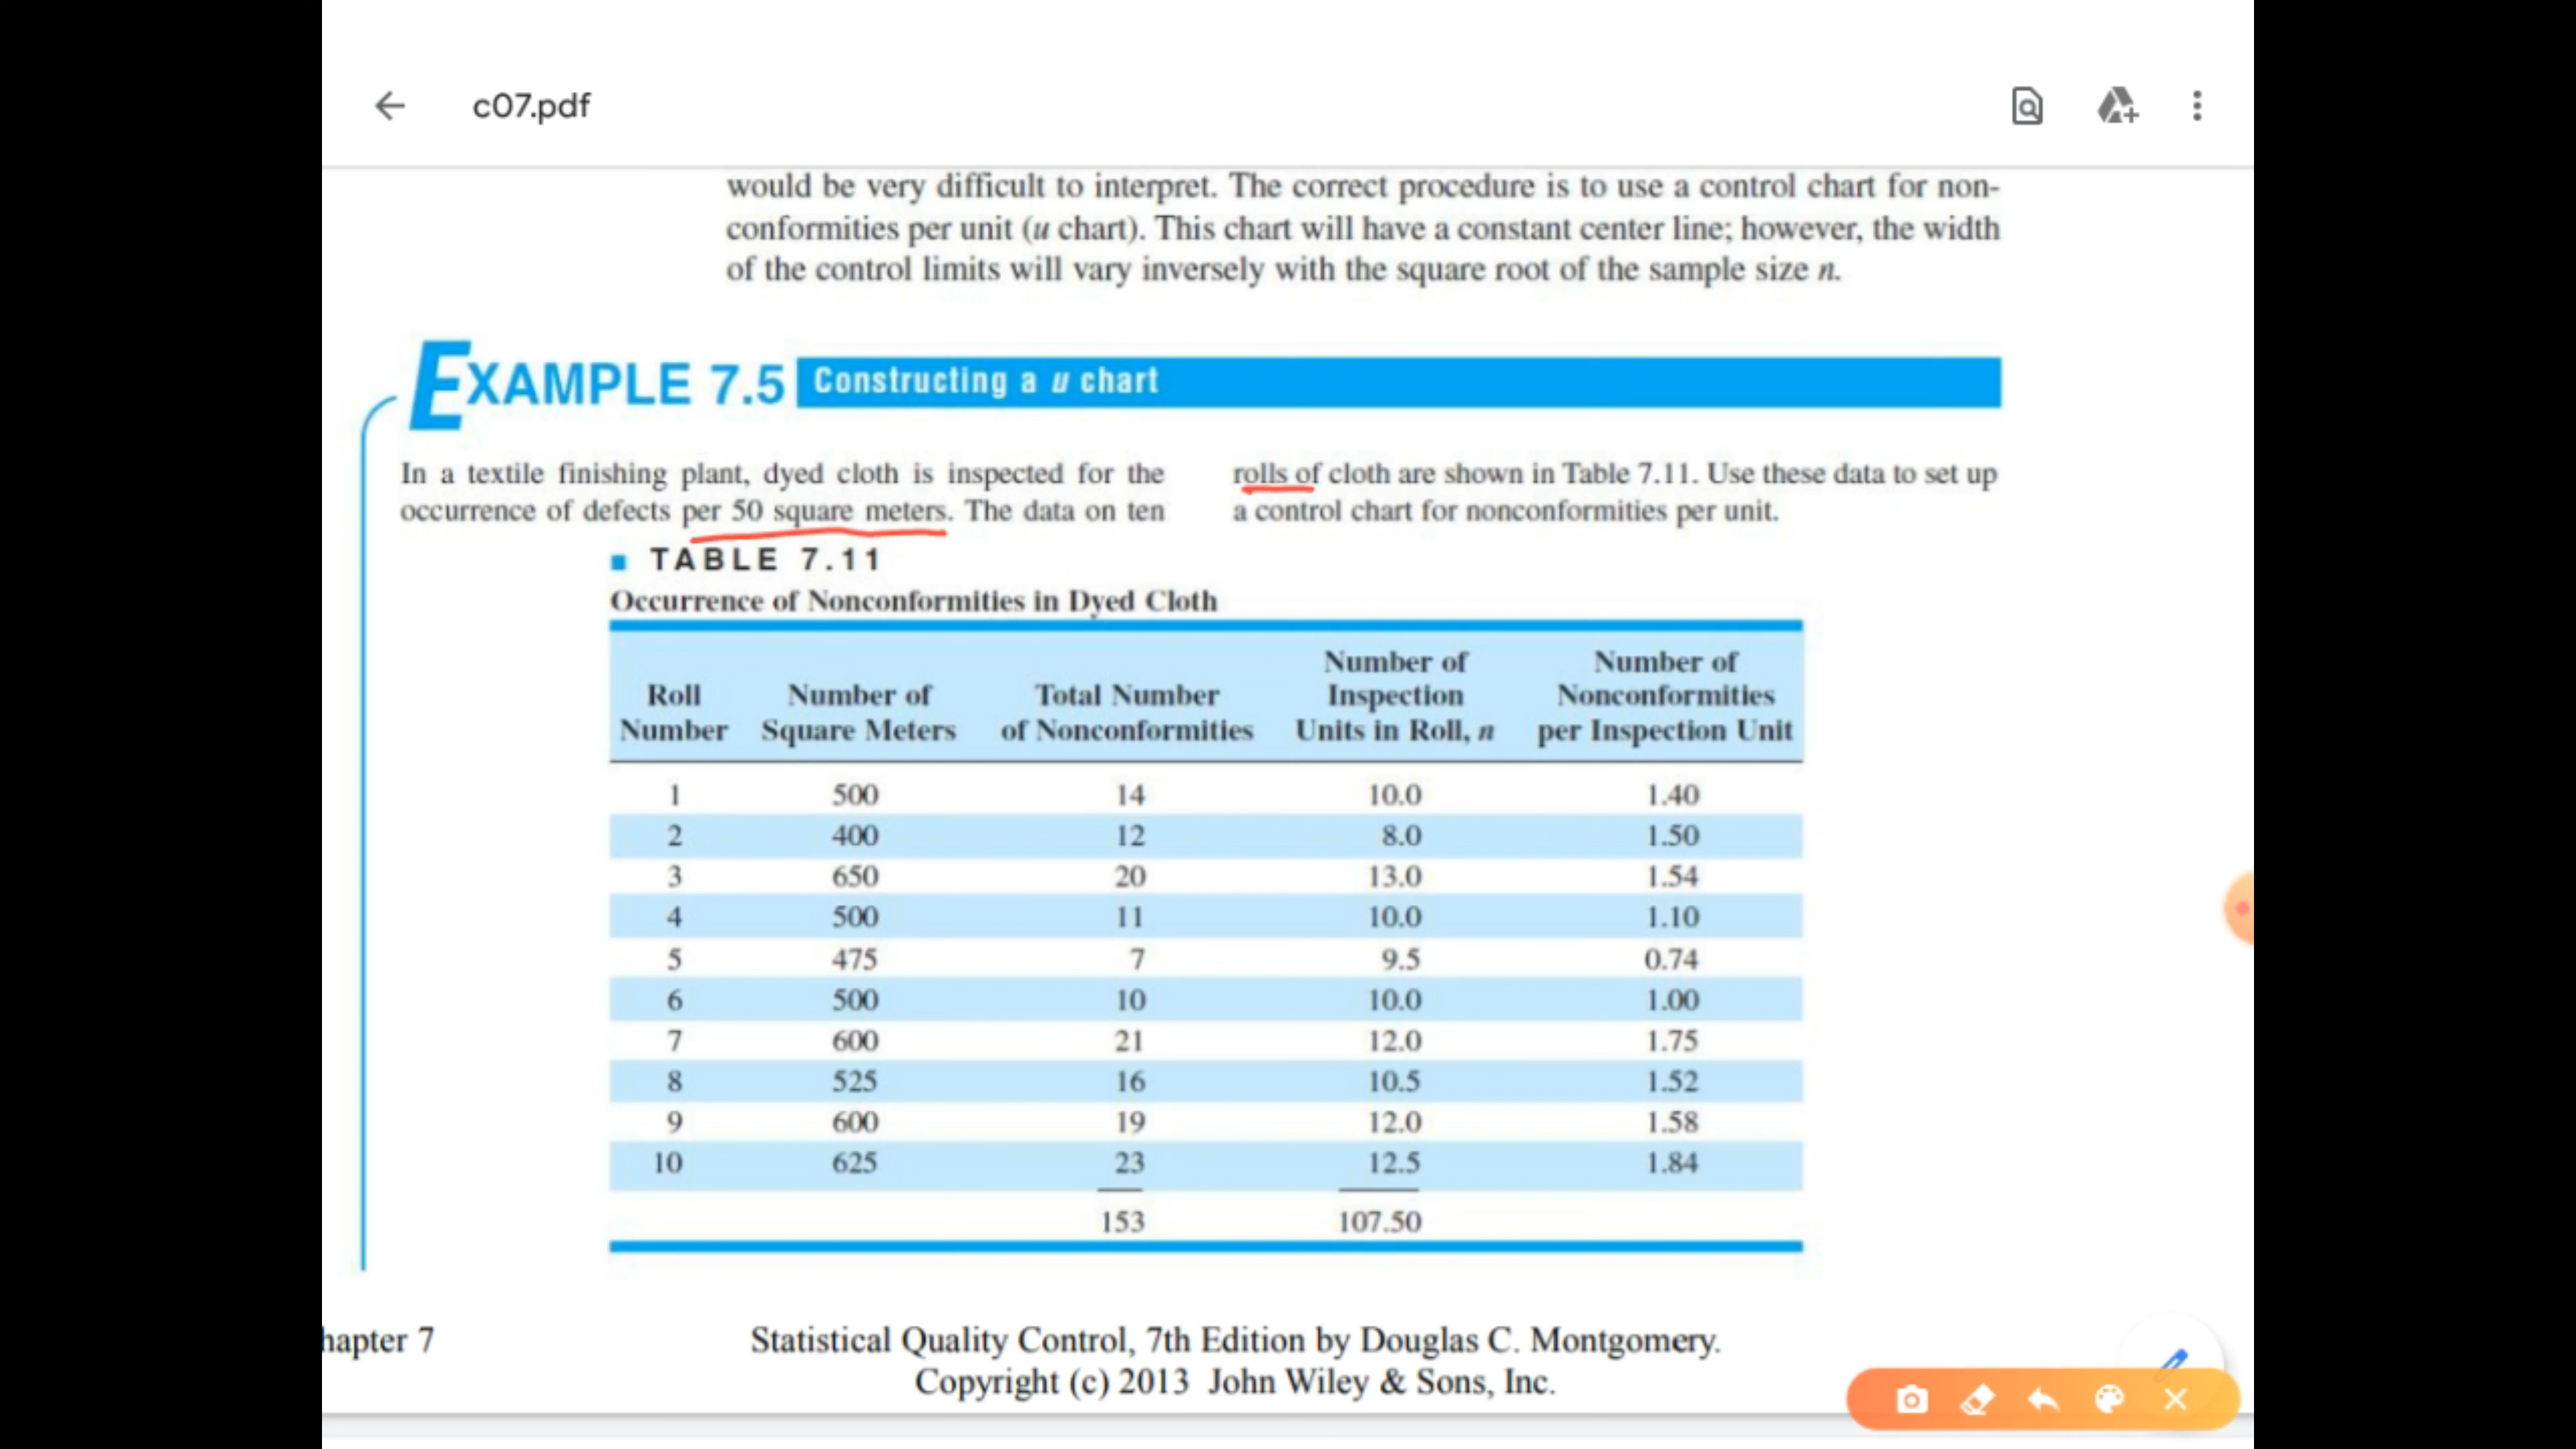 c07.pdf
would be very difficult to interpret. The correct procedure is to use a control chart for non-
conformities per unit (u chart). This chart will have a constant center line; however, the width
of the control limits will vary inversely with the square root of the sample size n.
EXAMPLE 7.5 Constructing a u chart
In a textile finishing plant, dyed cloth is inspected for the
occurrence of defects per 50 square meters. The data on ten
rolls of cloth are shown in Table 7.11. Use these data to set up
a control chart for nonconformities per unit.
TABLE 7.11
Occurrence of Nonconformities in Dyed Cloth
Roll Number | Number of Square Meters | Total Number of Nonconformities | Number of Inspection Units in Roll, n | Number of Nonconformities per Inspection Unit
1 500 14 10.0 1.40
2 400 12 8.0 1.50
3 650 20 13.0 1.54
4 500 11 10.0 1.10
5 475 7 9.5 0.74
6 500 10 10.0 1.00
7 600 21 12.0 1.75
8 525 16 10.5 1.52
9 600 19 12.0 1.58
10 625 23 12.5 1.84
153 107.50
hapter 7
Statistical Quality Control, 7th Edition by Douglas C. Montgomery.
Copyright (c) 2013 John Wiley & Sons, Inc.